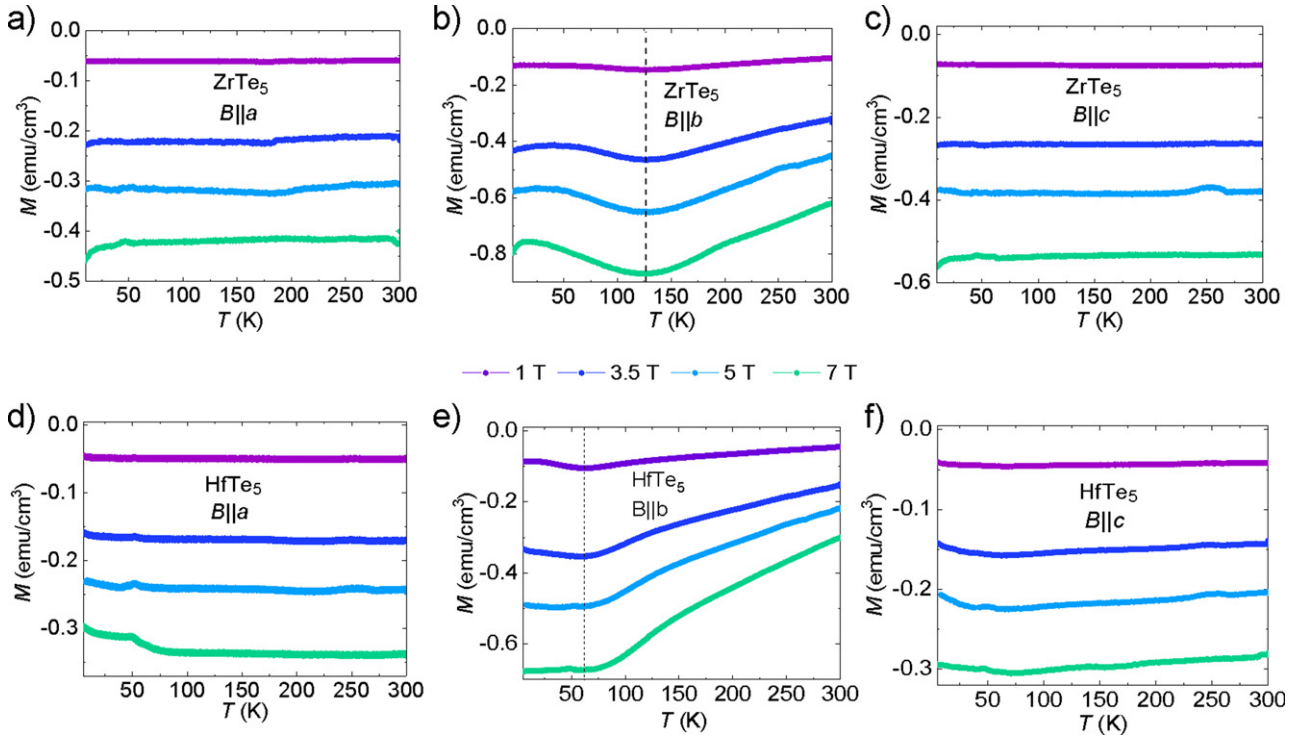 a)
0.0
-0.1
-0.2
-0.3
-0.4
-0.5
M (emu/cm³)
ZrTe₅
B||a
50 100 150 200 250 300
T (K)
b)
0.0
-0.2
-0.4
-0.6
-0.8
M (emu/cm³)
ZrTe₅
B||b
50 100 150 200 250 300
T (K)
c)
0.0
-0.2
-0.4
-0.6
M (emu/cm³)
ZrTe₅
B||c
50 100 150 200 250 300
T (K)
1 T 3.5 T 5 T 7 T
d)
0.0
-0.1
-0.2
-0.3
M (emu/cm³)
HfTe₅
B||a
50 100 150 200 250 300
T (K)
e)
0.0
-0.2
-0.4
-0.6
M (emu/cm³)
HfTe₅
B||b
50 100 150 200 250 300
T (K)
f)
0.0
-0.1
-0.2
-0.3
M (emu/cm³)
HfTe₅
B||c
50 100 150 200 250 300
T (K)